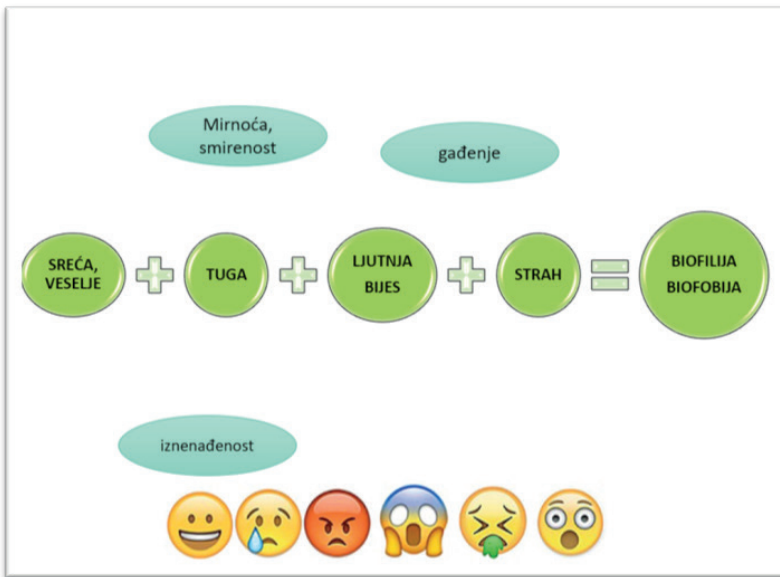 Mirnoća,
smirenost
gađenje
SREĆA,
VESELJE
TUGA
LJUTNJA
BIJES
STRAH
BIOFILIJA
BIOFOBIJA
iznenađenost